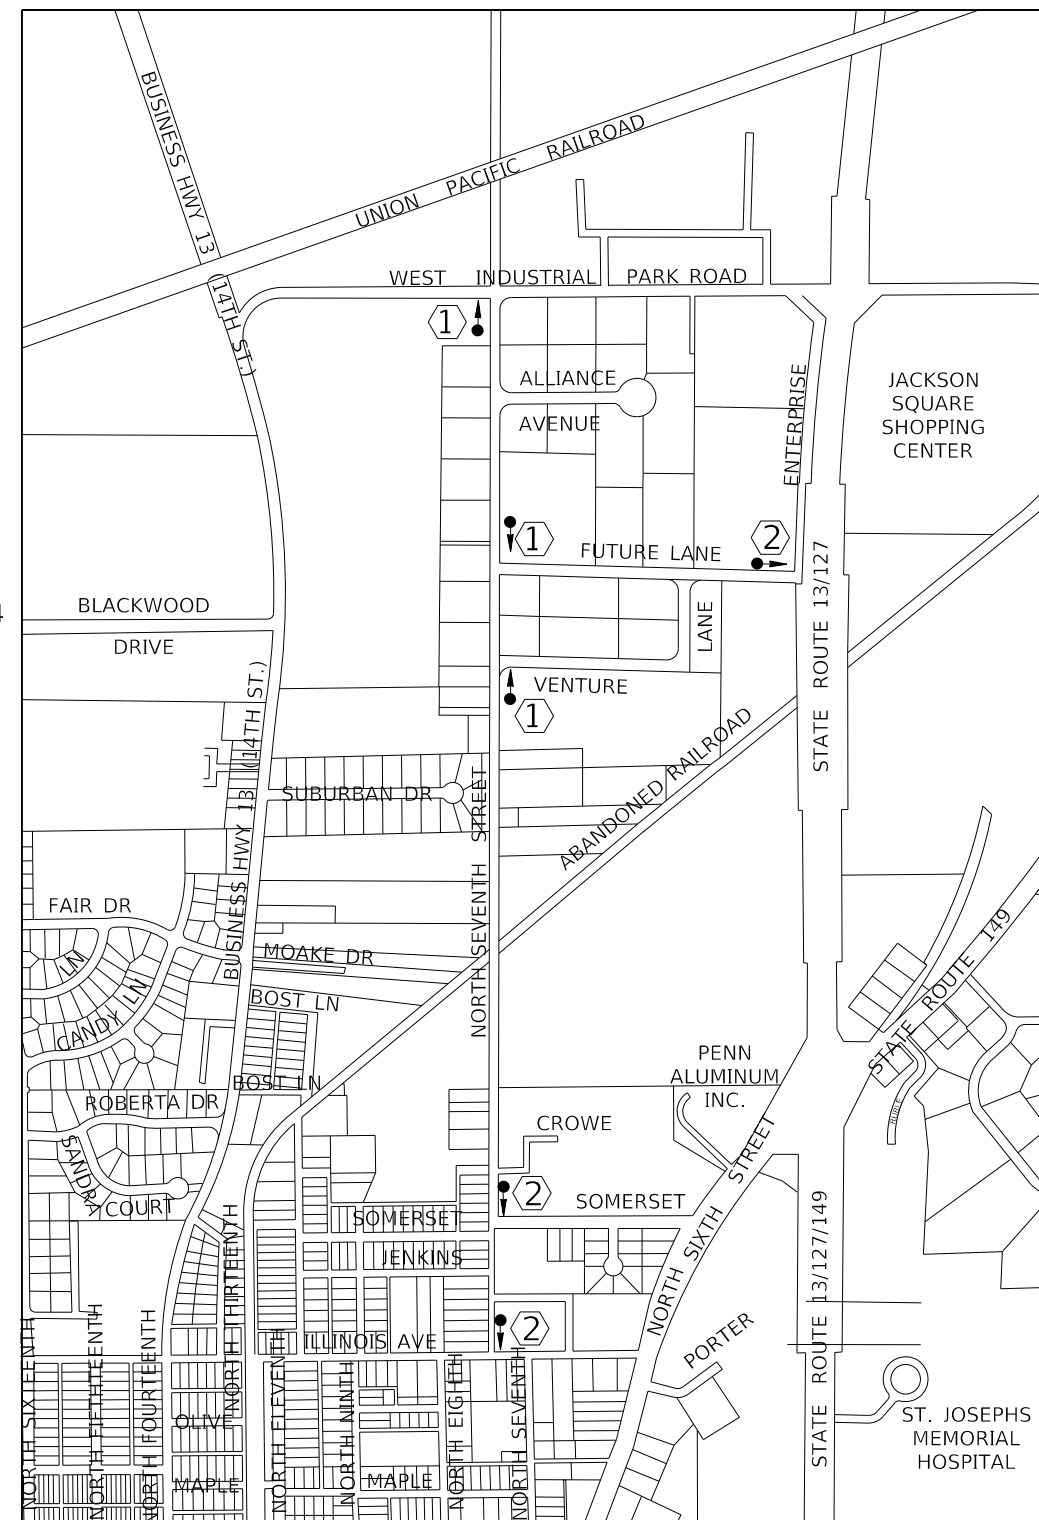 BUSINESS HWY 13 (14TH ST.)
UNION PACIFIC RAILROAD
WEST INDUSTRIAL PARK ROAD
1
ALLIANCE
AVENUE
ENTERPRISE
JACKSON
SQUARE
SHOPPING
CENTER
1
2
FUTURE LANE
STATE ROUTE 13/127
BLACKWOOD
DRIVE
LANE
VENTURE
1
BUSINESS HWY 13 (14TH ST.)
SUBURBAN DR
NORTH SEVENTH STREET
ABANDONED RAILROAD
FAIR DR
LN
CANDY LN
MOAKE DR
BOST LN
BOST LN
STATE ROUTE 149
RUBLE
PENN
ALUMINUM
INC.
ROBERTA DR
SANDRA
COURT
CROWE
2
SOMERSET
SOMERSET
JENKINS
NORTH SIXTH STREET
STATE ROUTE 13/127/149
2
ILLINOIS AVE
PORTER
NORTH SIXTEENTH
NORTH FIFTHTEENTH
NORTH FOURTEENTH
NORTH THIRTEENTH
NORTH ELEVENTH
NORTH NINTH
NORTH EIGHTH
NORTH SEVENTH
OLIVE
MAPLE
MAPLE
ST. JOSEPHS
MEMORIAL
HOSPITAL